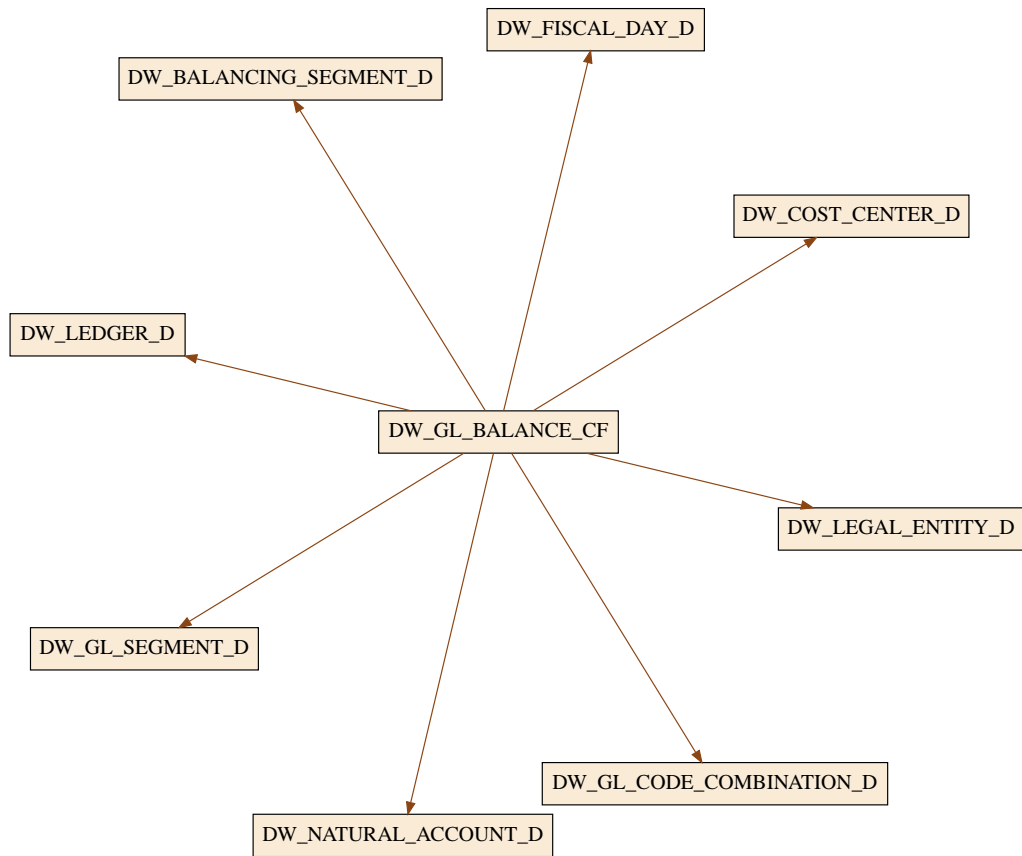 DW_FISCAL_DAY_D
DW_BALANCING_SEGMENT_D
DW_COST_CENTER_D
DW_LEDGER_D
DW_GL_BALANCE_CF
DW_LEGAL_ENTITY_D
DW_GL_SEGMENT_D
DW_GL_CODE_COMBINATION_D
DW_NATURAL_ACCOUNT_D